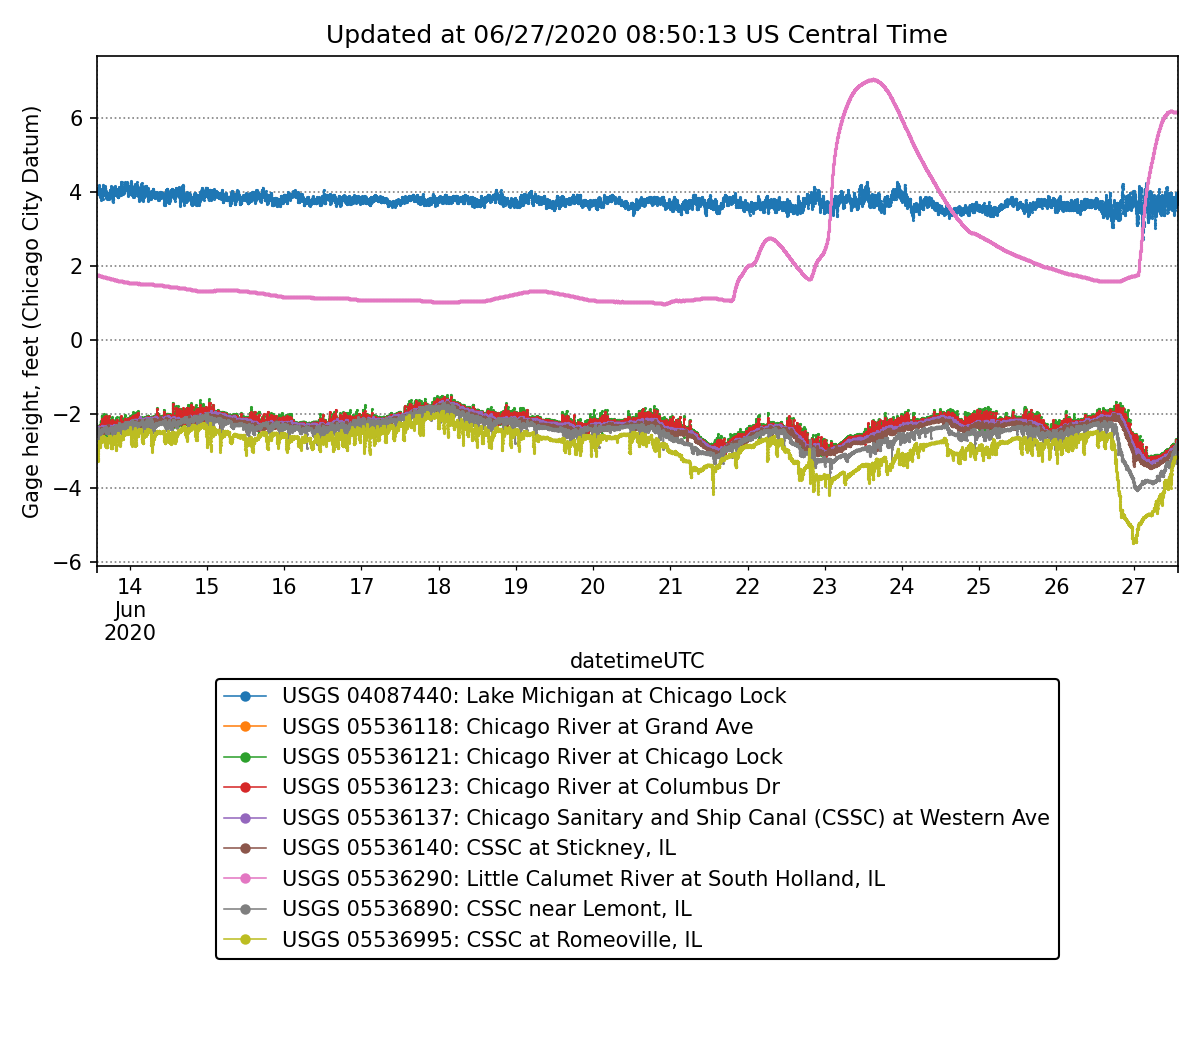 Updated at 06/27/2020 08:50:13 US Central Time
Gage height, feet (Chicago City Datum)
6
4
2
0
−2
−4
−6
14 15 16 17 18 19 20 21 22 23 24 25 26 27
Jun
2020
datetimeUTC
USGS 04087440: Lake Michigan at Chicago Lock
USGS 05536118: Chicago River at Grand Ave
USGS 05536121: Chicago River at Chicago Lock
USGS 05536123: Chicago River at Columbus Dr
USGS 05536137: Chicago Sanitary and Ship Canal (CSSC) at Western Ave
USGS 05536140: CSSC at Stickney, IL
USGS 05536290: Little Calumet River at South Holland, IL
USGS 05536890: CSSC near Lemont, IL
USGS 05536995: CSSC at Romeoville, IL